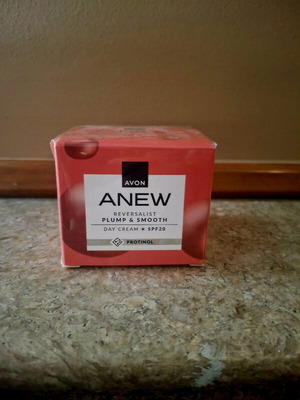 AVON
ANEW
REVERSALIST
PLUMP & SMOOTH
DAY CREAM ★ SPF20
PROTINOL